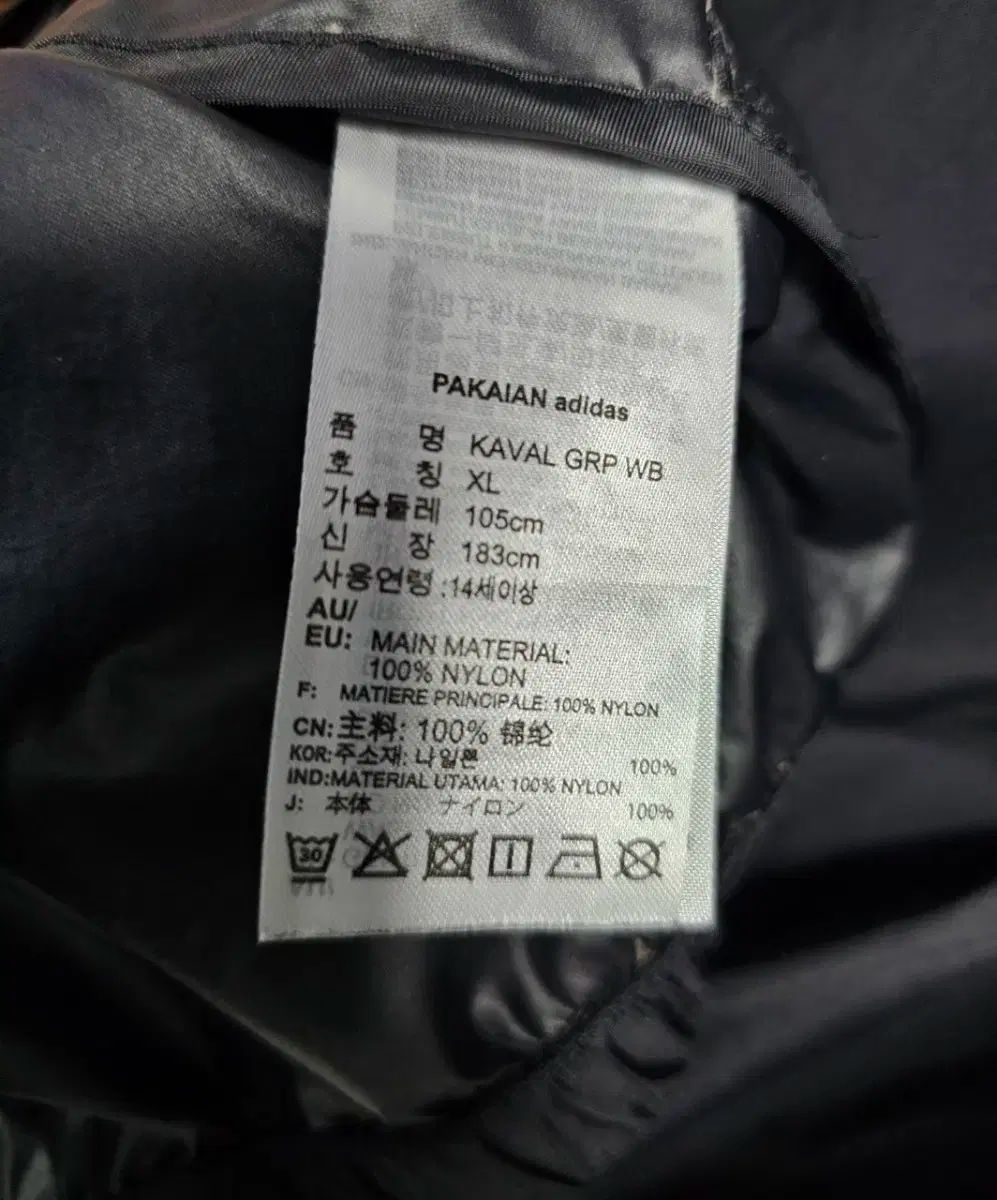 PAKAIAN adidas
품 명 KAVAL GRP WB
호 칭 XL
가슴둘레 105cm
신 장 183cm
사용연령 :14세이상
AU/
EU: MAIN MATERIAL:
100% NYLON
F: MATIERE PRINCIPALE: 100% NYLON
CN:主料: 100% 锦纶
KOR:주소재: 나일론 100%
IND:MATERIAL UTAMA: 100% NYLON
J: 本体 ナイロン 100%
30